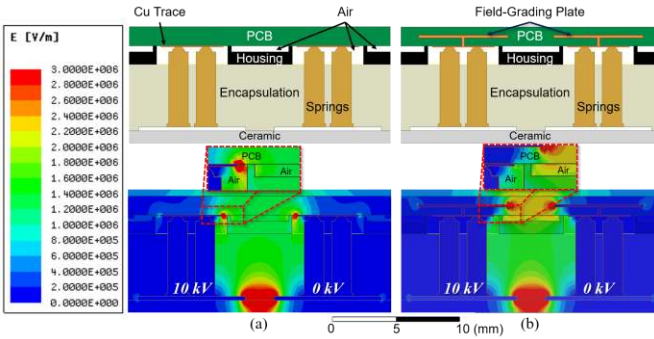 E [V/m]
3.0000E+006
2.8000E+006
2.6000E+006
2.4000E+006
2.2000E+006
2.0000E+006
1.8000E+006
1.6000E+006
1.4000E+006
1.2000E+006
1.0000E+006
8.0000E+005
6.0000E+005
4.0000E+005
2.0000E+005
0.0000E+000
Cu Trace
Air
PCB
Housing
Encapsulation
Springs
Ceramic
PCB
Air
Air
10 kV
0 kV
(a)
Field-Grading Plate
PCB
Housing
Encapsulation
Springs
Ceramic
PCB
Air
Air
10 kV
0 kV
(b)
0 5 10 (mm)